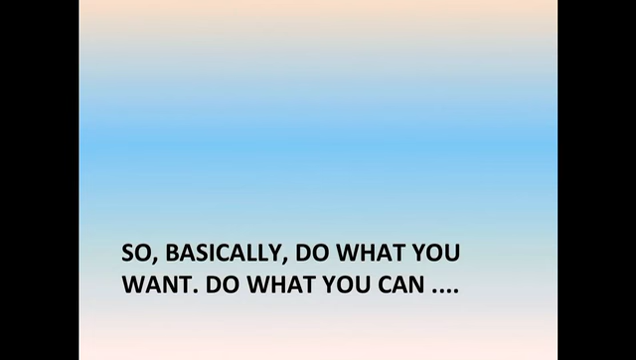 SO, BASICALLY, DO WHAT YOU
WANT. DO WHAT YOU CAN ....